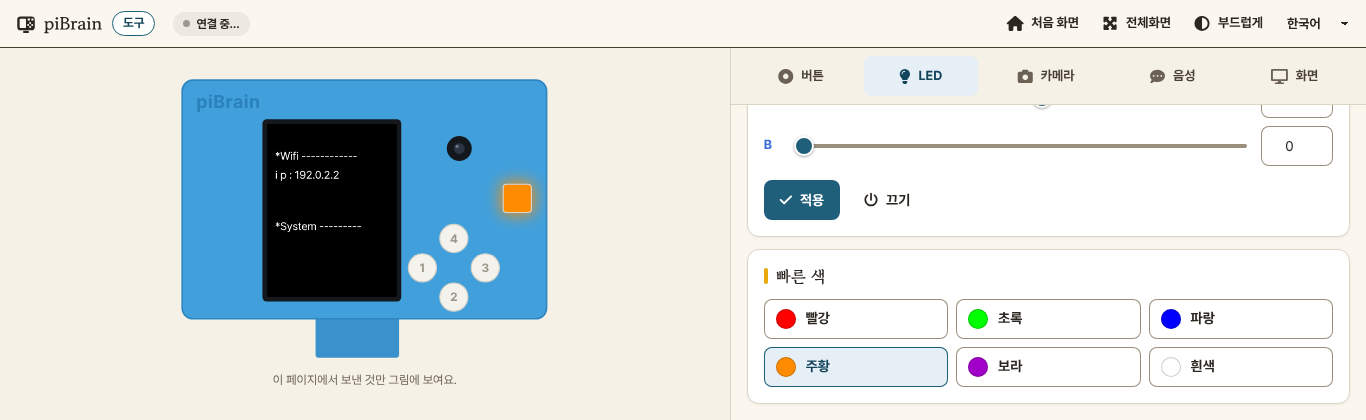 piBrain 도구 연결 중...
처음 화면 전체화면 부드럽게 한국어
piBrain
*Wifi ------------
i p : 192.0.2.2
*System ---------
4
1 3
2
이 페이지에서 보낸 것만 그림에 보여요.
버튼 LED 카메라 음성 화면
B 0
적용 끄기
빠른 색
빨강 초록 파랑
주황 보라 흰색